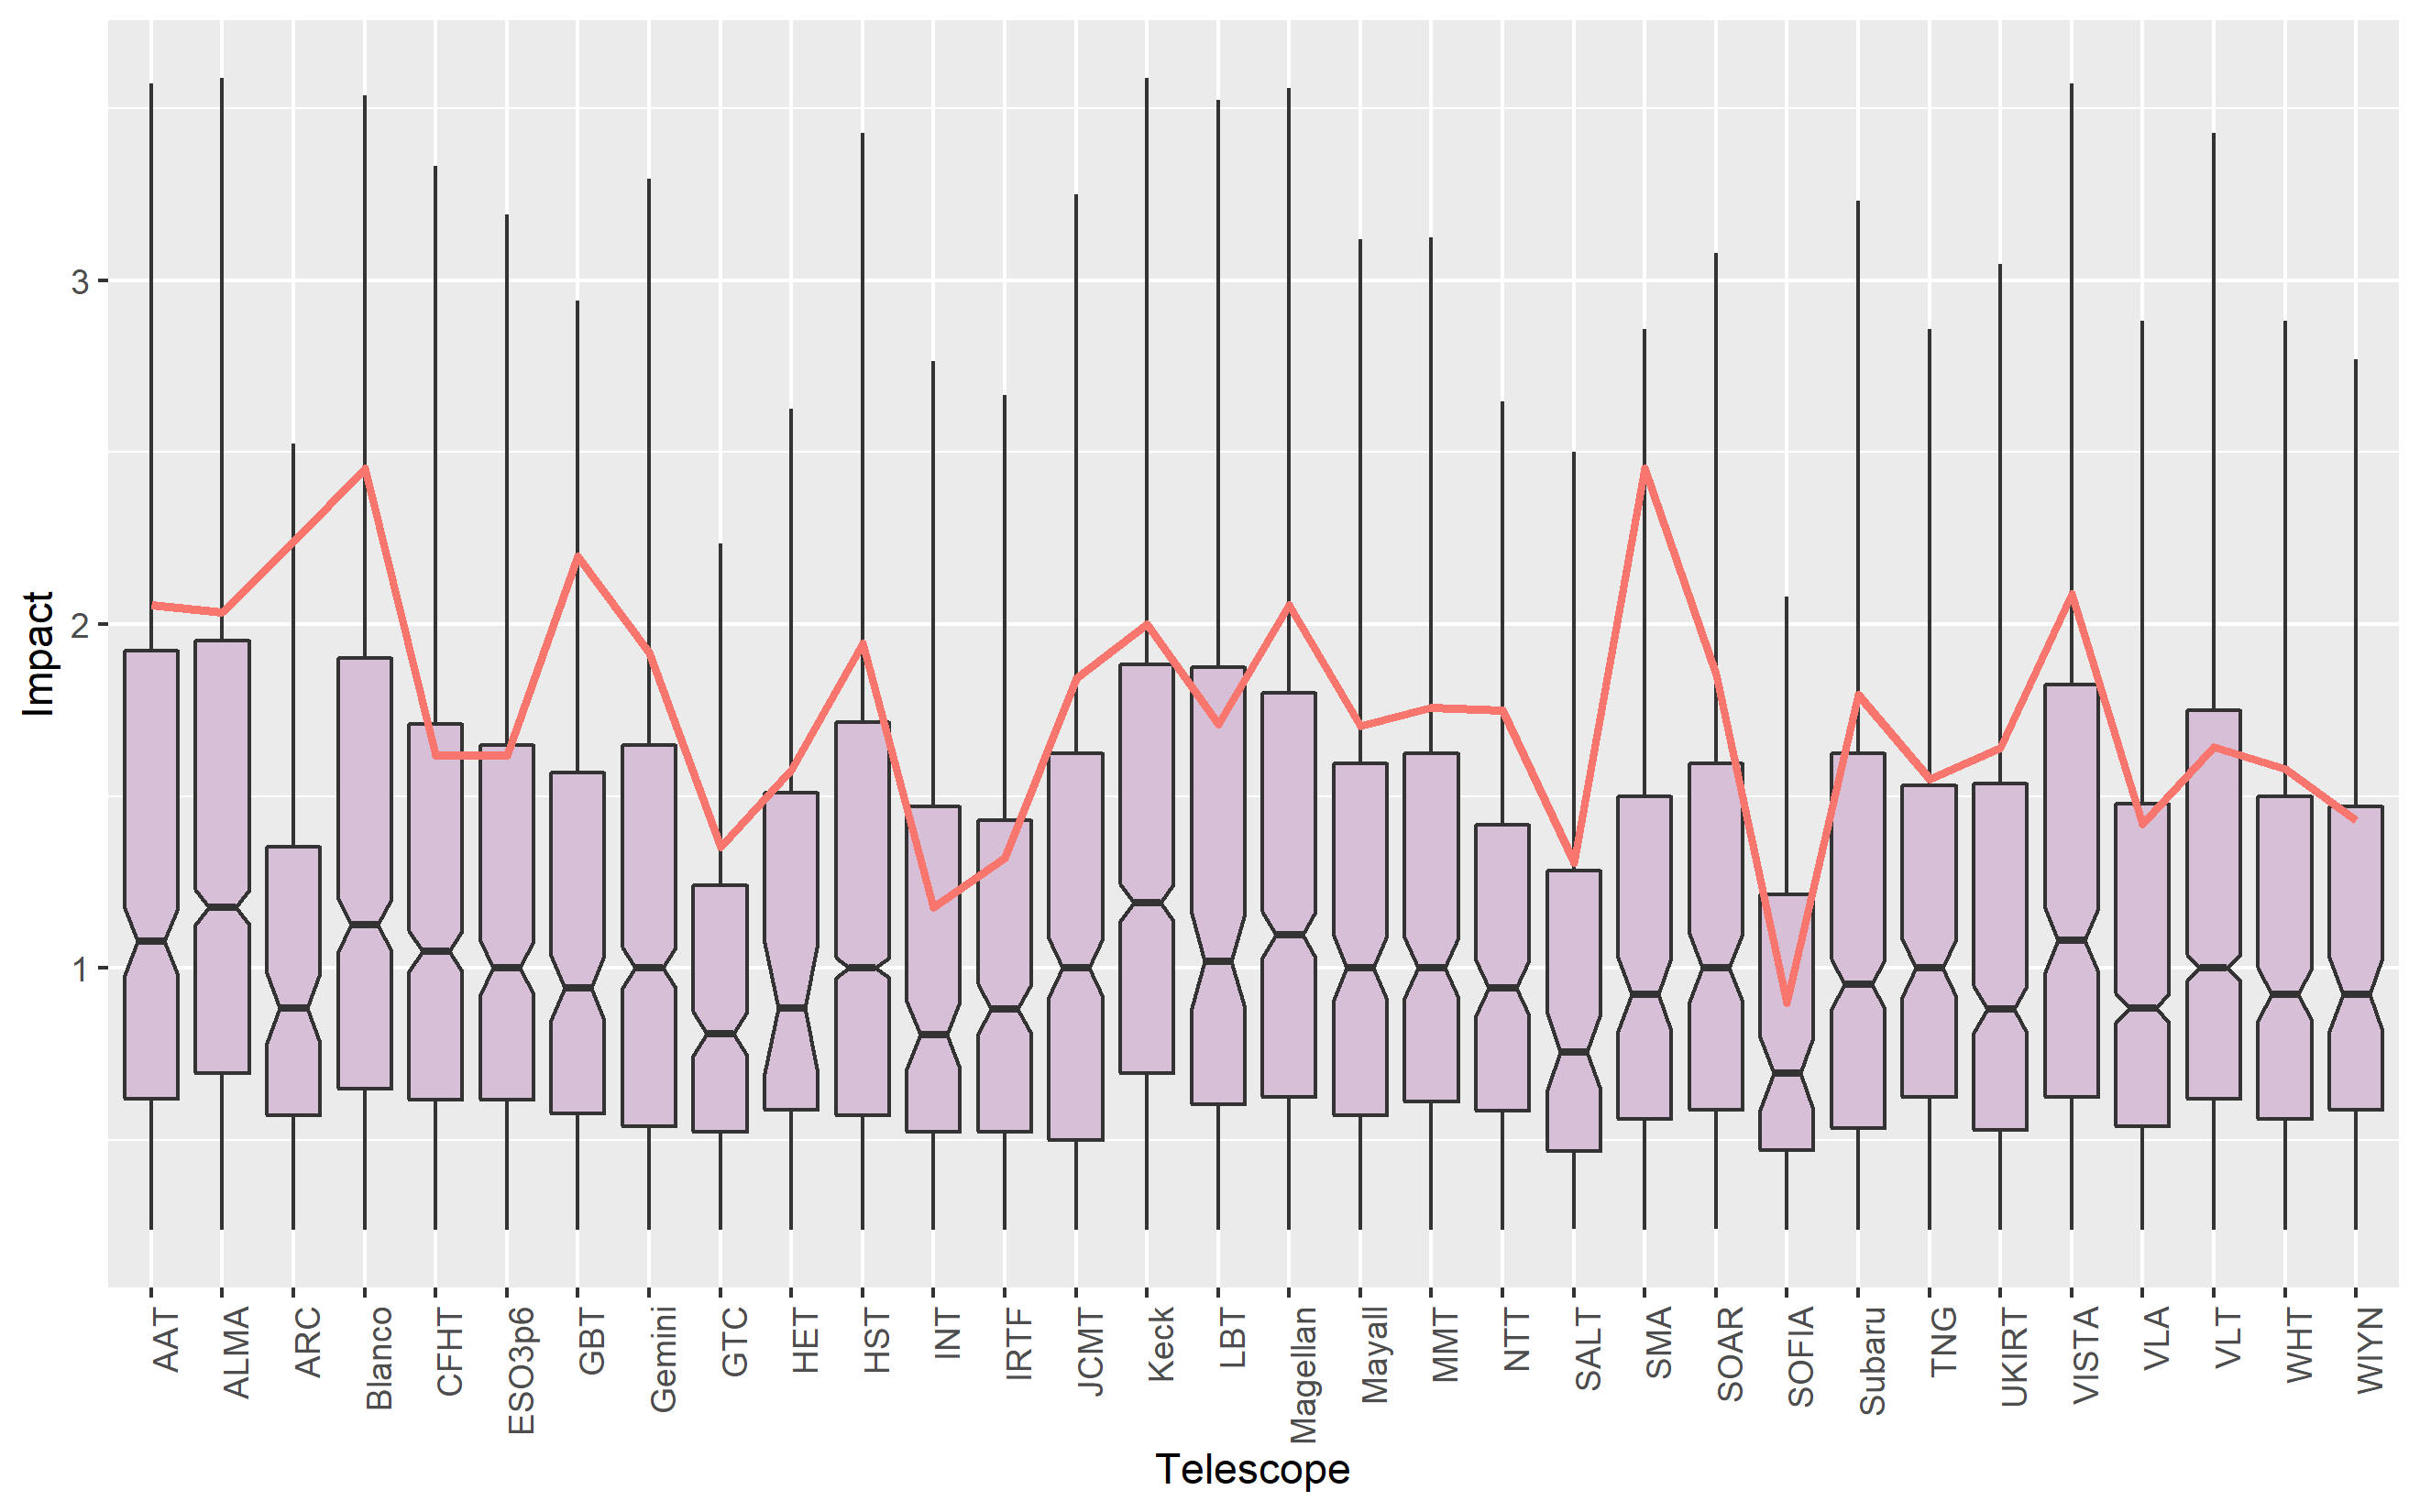 Impact
3
2
1
AAT
ALMA
ARC
Blanco
CFHT
ESO3p6
GBT
Gemini
GTC
HET
HST
INT
IRTF
JCMT
Keck
LBT
Magellan
Mayall
MMT
NTT
SALT
SMA
SOAR
SOFIA
Subaru
TNG
UKIRT
VISTA
VLA
VLT
WHT
WIYN
Telescope